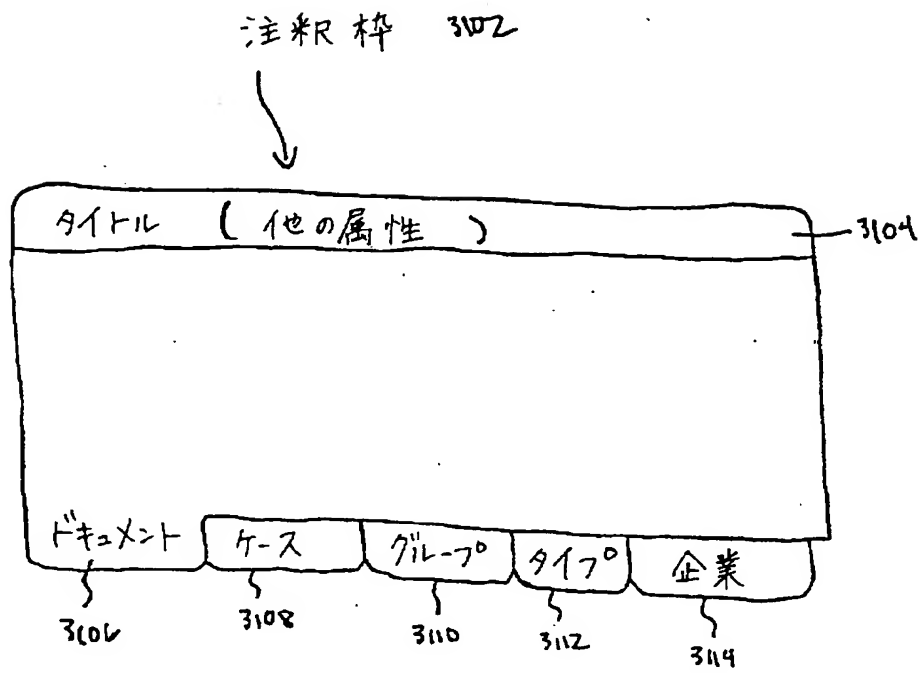 注釈枠 3102
タイトル (他の属性)
3104
ドキュメント ケース グループ タイプ 企業
3106 3108 3110 3112 3114